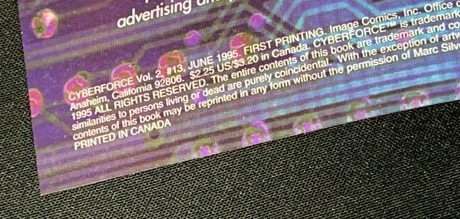 advertising and
CYBERFORCE Vol. 2, #13, JUNE 1995. FIRST PRINTING. Image Comics, Inc. Office of
Anaheim, California 92806. $2.25 US/$3.20 in Canada. CYBERFORCE™ is trademark
1995 ALL RIGHTS RESERVED. The entire contents of this book are trademark and co
similarities to persons living or dead are purely coincidental. With the exception of artw
contents of this book may be reprinted in any form without the permission of Marc Silv
PRINTED IN CANADA